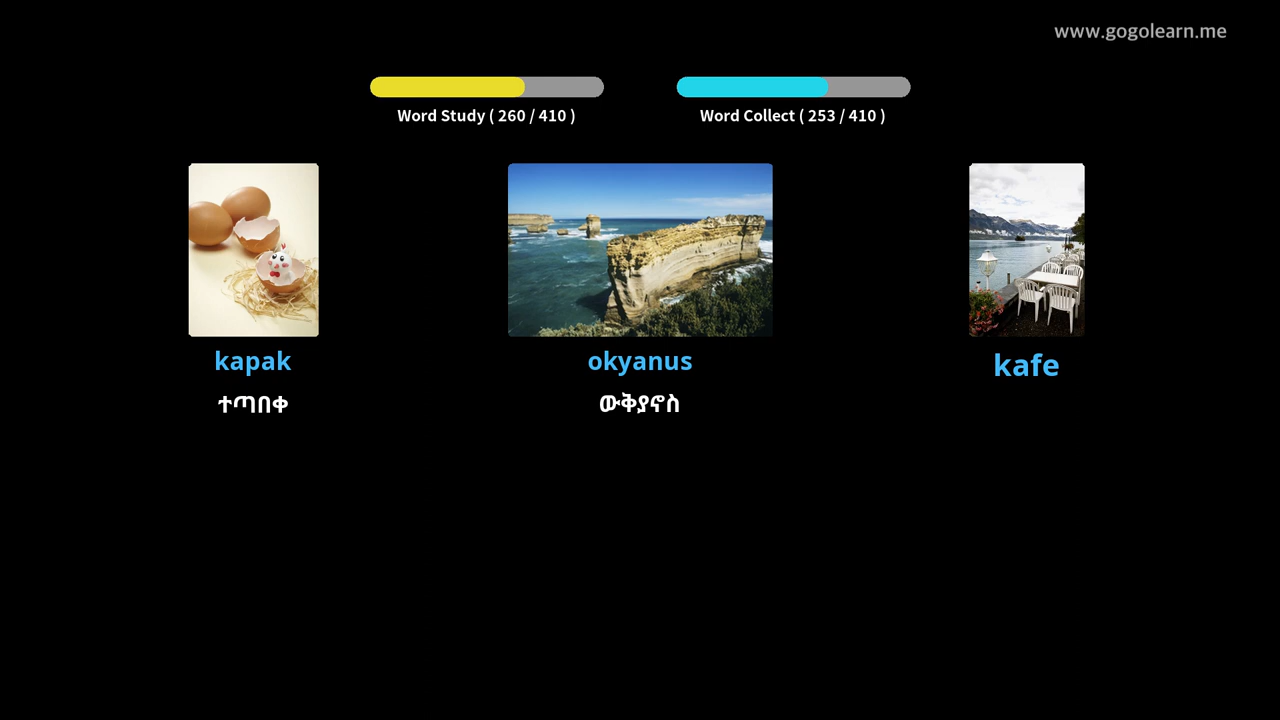 www.gogolearn.me
Word Study ( 260 / 410 )
Word Collect ( 253 / 410 )
kapak
okyanus
kafe
ተጣበቀ
ውቅያኖስ